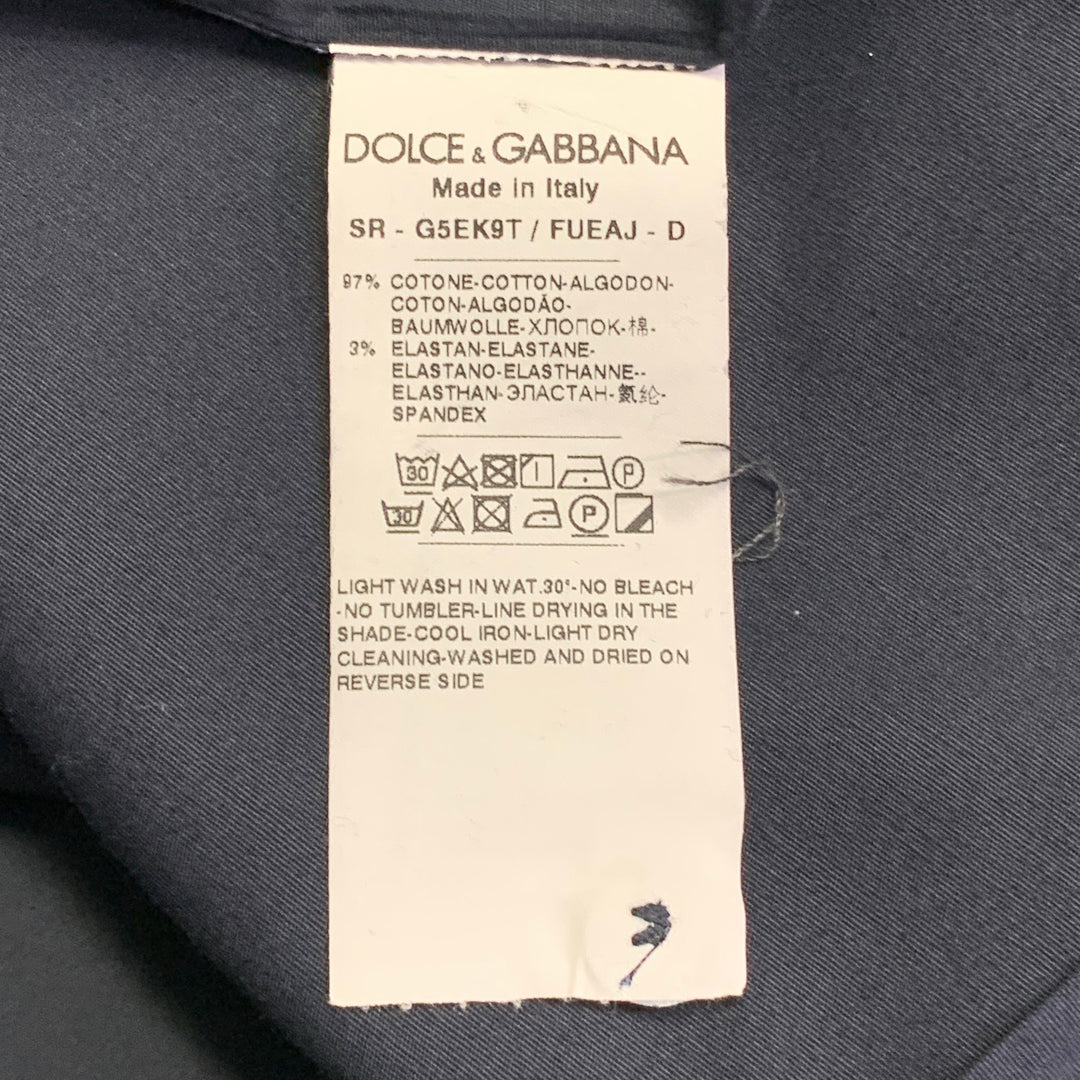 DOLCE & GABBANA
Made in Italy
SR - G5EK9T / FUEAJ - D
97% COTONE-COTTON-ALGODON-
COTON-ALGODÃO-
BAUMWOLLE-ХЛОПОК-棉-
3% ELASTAN-ELASTANE-
ELASTANO-ELASTHANNE--
ELASTHAN-ЭЛАСТАН-氨纶-
SPANDEX
30 P
30 P
LIGHT WASH IN WAT.30°-NO BLEACH
-NO TUMBLER-LINE DRYING IN THE
SHADE-COOL IRON-LIGHT DRY
CLEANING-WASHED AND DRIED ON
REVERSE SIDE